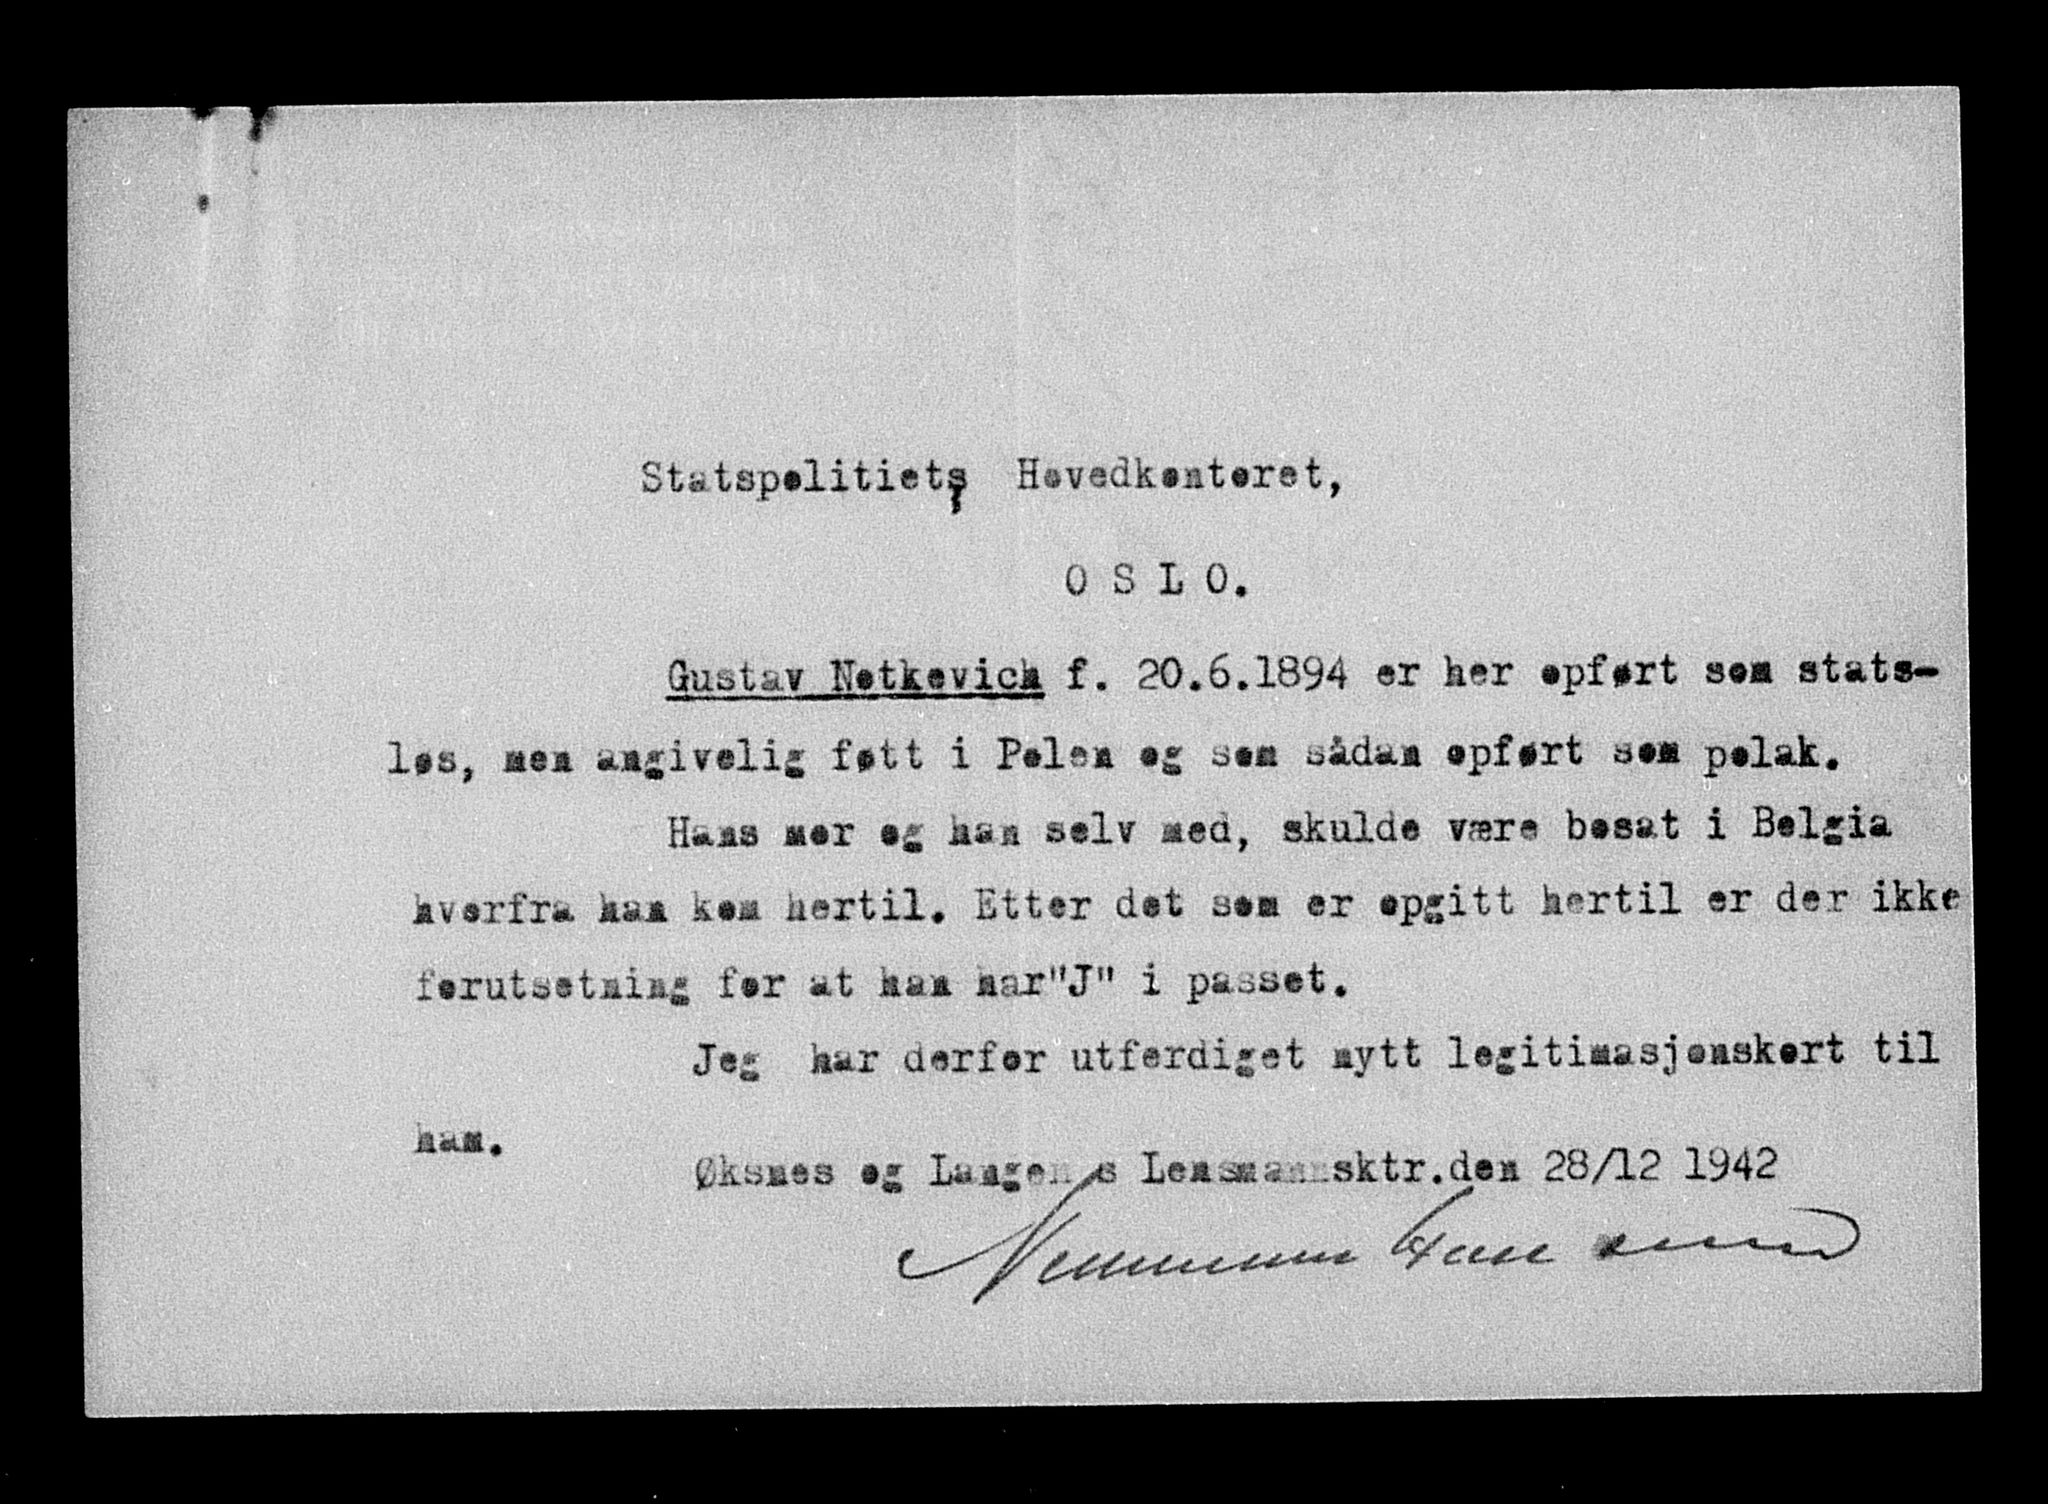 Statspolitiets Hovedkontoret,
O S L O.
Gustav Notkevich f. 20.6.1894 er her opført som stats-
løs, men angivelig født i Polen og som sådan opført som polak.
Hans mor og han selv med, skulde være bosat i Belgia
hvorfra han kom hertil. Etter det som er opgitt hertil er der ikke
forutsetning for at han har "J" i passet.
Jeg har derfor utferdiget nytt legitimasjonskort til
ham.
Øksnes og Langenes Lensmannsktr. den 28/12 1942